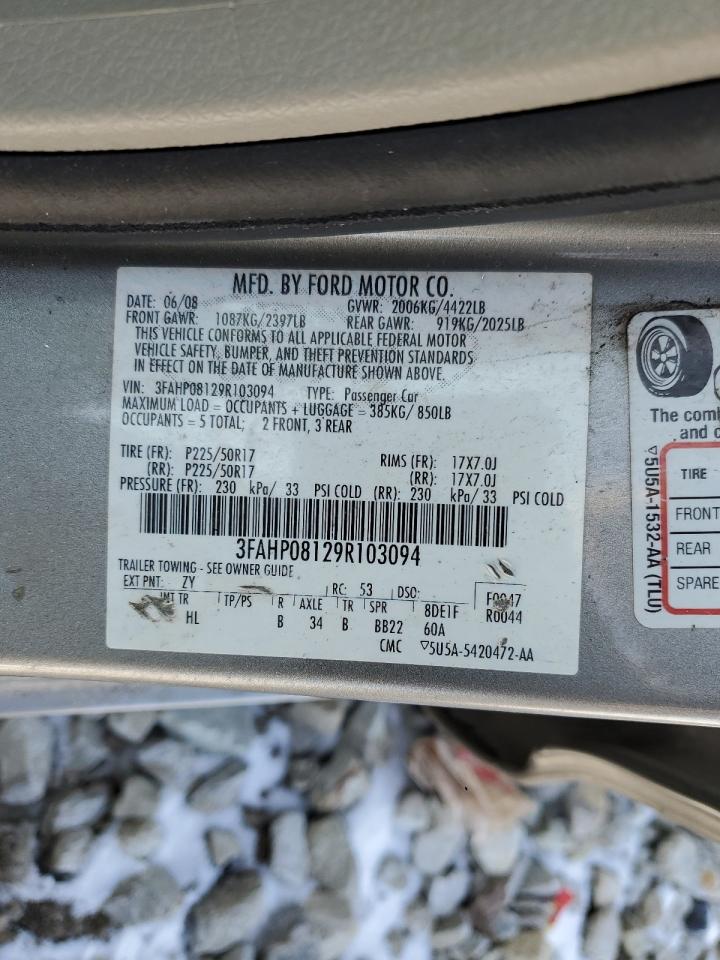 MFD. BY FORD MOTOR CO.
DATE: 06/08 GVWR: 2006KG/4422LB
FRONT GAWR: 1087KG/2397LB REAR GAWR: 919KG/2025LB
THIS VEHICLE CONFORMS TO ALL APPLICABLE FEDERAL MOTOR
VEHICLE SAFETY, BUMPER, AND THEFT PREVENTION STANDARDS
IN EFFECT ON THE DATE OF MANUFACTURE SHOWN ABOVE.
VIN: 3FAHP08129R103094 TYPE: Passenger Car
MAXIMUM LOAD = OCCUPANTS + LUGGAGE = 385KG/ 850LB
OCCUPANTS = 5 TOTAL; 2 FRONT, 3 REAR
TIRE (FR): P225/50R17 RIMS (FR): 17X7.0J
(RR): P225/50R17 (RR): 17X7.0J
PRESSURE (FR): 230 kPa/ 33 PSI COLD (RR): 230 kPa/ 33 PSI COLD
3FAHP08129R103094
TRAILER TOWING - SEE OWNER GUIDE
EXT PNT: ZY RC: 53 DSO: F0047
INT TR TP/PS R AXLE TR SPR 8DE1F R0044
HL B 34 B BB22 60A
CMC ▽5U5A-5420472-AA
The comb
and c
TIRE
FRONT
REAR
SPARE
▽5U5A-1532-AA (TLU)